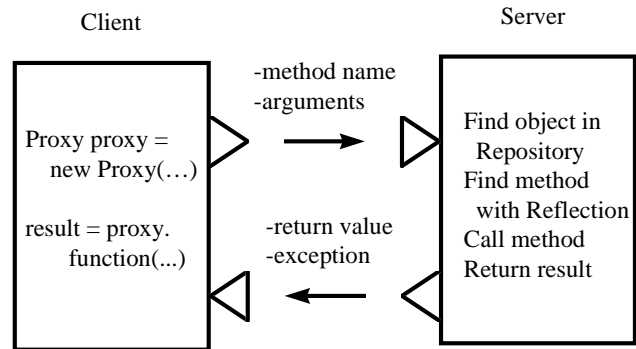 Client
Server
-method name
-arguments
Proxy proxy =
new Proxy(…)
result = proxy.
function(...)
-return value
-exception
Find object in
Repository
Find method
with Reflection
Call method
Return result